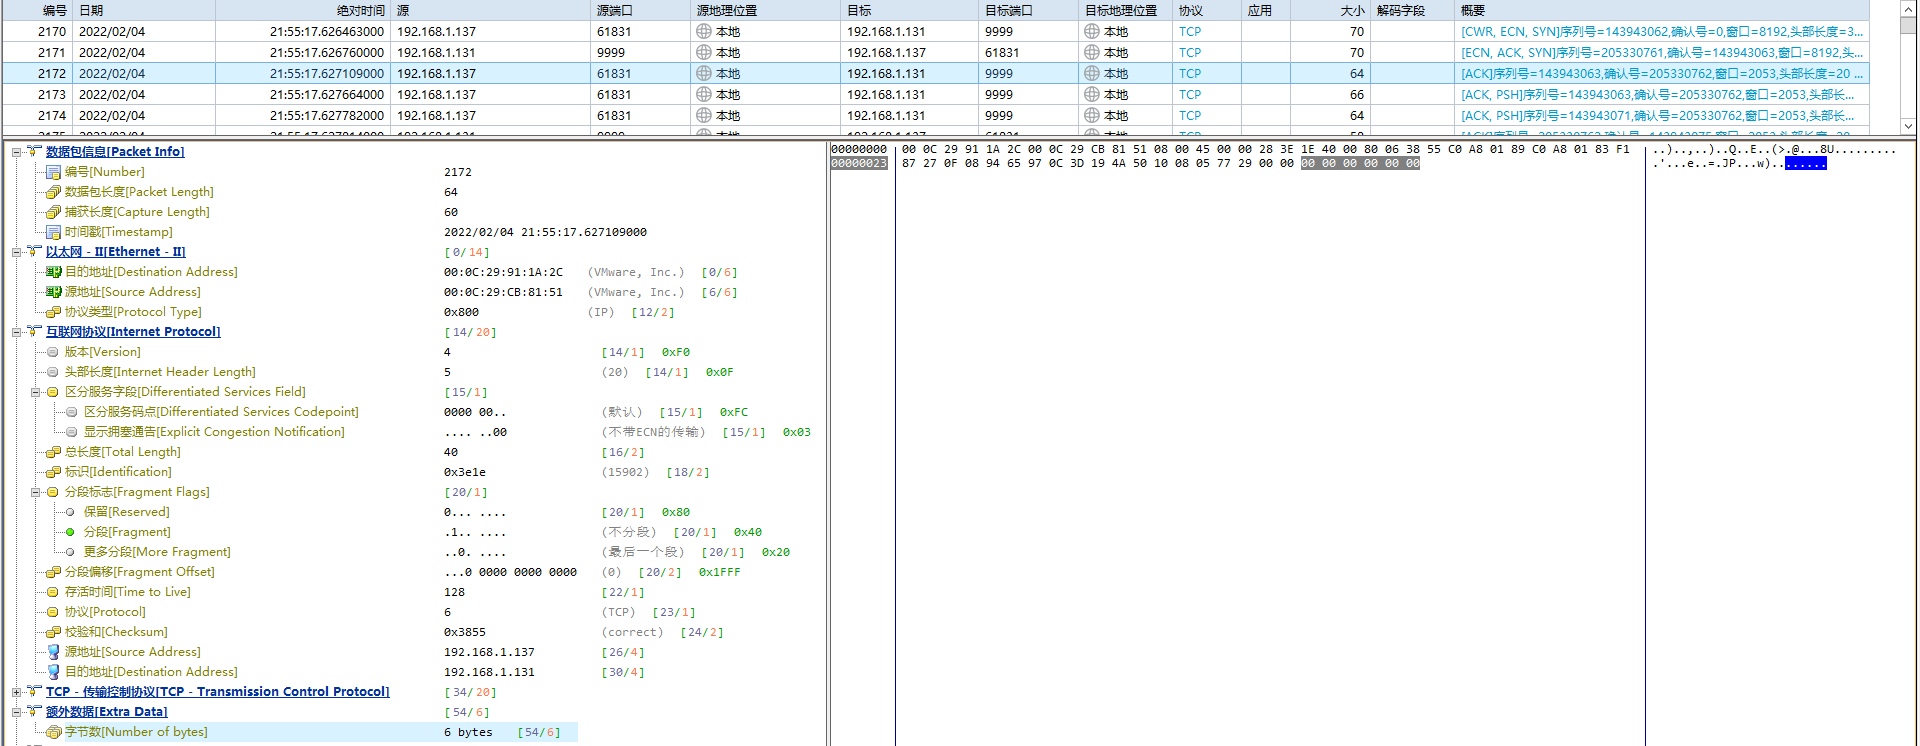 编号 日期 绝对时间 源 源端口 源地理位置 目标 目标端口 目标地理位置 协议 应用 大小 解码字段 概要
2170 2022/02/04 21:55:17.626463000 192.168.1.137 61831 本地 192.168.1.131 9999 本地 TCP 70 [CWR, ECN, SYN]序列号=143943062,确认号=0,窗口=8192,头部长度=3...
2171 2022/02/04 21:55:17.626760000 192.168.1.131 9999 本地 192.168.1.137 61831 本地 TCP 70 [ECN, ACK, SYN]序列号=205330761,确认号=143943063,窗口=8192,头...
2172 2022/02/04 21:55:17.627109000 192.168.1.137 61831 本地 192.168.1.131 9999 本地 TCP 64 [ACK]序列号=143943063,确认号=205330762,窗口=2053,头部长度=20 ...
2173 2022/02/04 21:55:17.627664000 192.168.1.137 61831 本地 192.168.1.131 9999 本地 TCP 66 [ACK, PSH]序列号=143943063,确认号=205330762,窗口=2053,头部长...
2174 2022/02/04 21:55:17.627782000 192.168.1.137 61831 本地 192.168.1.131 9999 本地 TCP 64 [ACK, PSH]序列号=143943071,确认号=205330762,窗口=2053,头部长...
数据包信息[Packet Info]
编号[Number] 2172
数据包长度[Packet Length] 64
捕获长度[Capture Length] 60
时间戳[Timestamp] 2022/02/04 21:55:17.627109000
以太网 - II[Ethernet - II] [0/14]
目的地址[Destination Address] 00:0C:29:91:1A:2C (VMware, Inc.) [0/6]
源地址[Source Address] 00:0C:29:CB:81:51 (VMware, Inc.) [6/6]
协议类型[Protocol Type] 0x800 (IP) [12/2]
互联网协议[Internet Protocol] [14/20]
版本[Version] 4 [14/1] 0xF0
头部长度[Internet Header Length] 5 (20) [14/1] 0x0F
区分服务字段[Differentiated Services Field] [15/1]
区分服务码点[Differentiated Services Codepoint] 0000 00.. (默认) [15/1] 0xFC
显示拥塞通告[Explicit Congestion Notification] .... ..00 (不带ECN的传输) [15/1] 0x03
总长度[Total Length] 40 [16/2]
标识[Identification] 0x3e1e (15902) [18/2]
分段标志[Fragment Flags] [20/1]
保留[Reserved] 0... .... [20/1] 0x80
分段[Fragment] .1.. .... (不分段) [20/1] 0x40
更多分段[More Fragment] ..0. .... (最后一个段) [20/1] 0x20
分段偏移[Fragment Offset] ...0 0000 0000 0000 (0) [20/2] 0x1FFF
存活时间[Time to Live] 128 [22/1]
协议[Protocol] 6 (TCP) [23/1]
校验和[Checksum] 0x3855 (correct) [24/2]
源地址[Source Address] 192.168.1.137 [26/4]
目的地址[Destination Address] 192.168.1.131 [30/4]
TCP - 传输控制协议[TCP - Transmission Control Protocol] [34/20]
额外数据[Extra Data] [54/6]
字节数[Number of bytes] 6 bytes [54/6]
00000000 00 0C 29 91 1A 2C 00 0C 29 CB 81 51 08 00 45 00 00 28 3E 1E 40 00 80 06 38 55 C0 A8 01 89 C0 A8 01 83 F1 ..)..,..)..Q..E..(>.@...8U.........
00000023 87 27 0F 08 94 65 97 0C 3D 19 4A 50 10 08 05 77 29 00 00 00 00 00 00 00 00 .'...e..=.JP...w)........